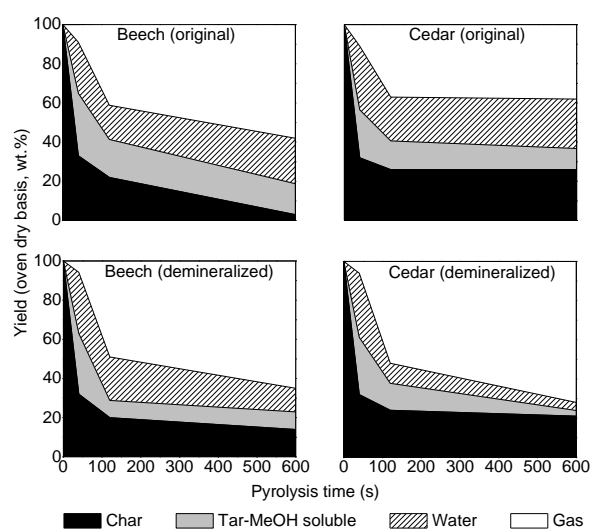 Beech (original)
Cedar (original)
100
80
60
40
20
0
Beech (demineralized)
Cedar (demineralized)
100
80
60
40
20
0
Yield (oven dry basis, wt.%)
0 100 200 300 400 500 600
0 100 200 300 400 500 600
Pyrolysis time (s)
Char Tar-MeOH soluble Water Gas